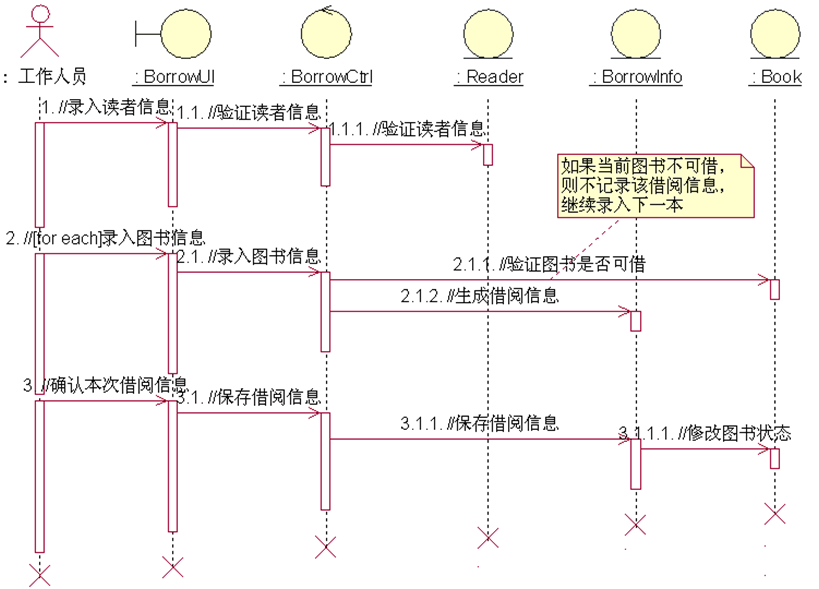 : 工作人员
: BorrowUI
: BorrowCtrl
: Reader
: BorrowInfo
: Book
1. //录入读者信息
1.1. //验证读者信息
1.1.1. //验证读者信息
如果当前图书不可借，
则不记录该借阅信息，
继续录入下一本
2. //[for each]录入图书信息
2.1. //录入图书信息
2.1.1. //验证图书是否可借
2.1.2. //生成借阅信息
3. //确认本次借阅信息
3.1. //保存借阅信息
3.1.1. //保存借阅信息
3.1.1.1. //修改图书状态